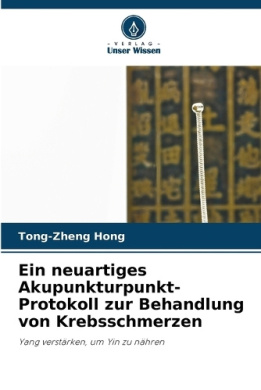 VERLAG
Unser Wissen
Tong-Zheng Hong
Ein neuartiges
Akupunkturpunkt-
Protokoll zur Behandlung
von Krebsschmerzen
Yang verstärken, um Yin zu nähren